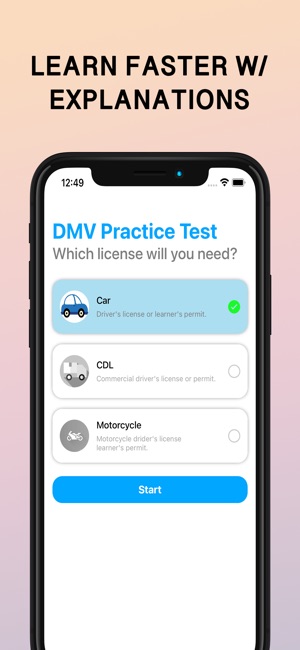 LEARN FASTER W/
EXPLANATIONS
12:49
DMV Practice Test
Which license will you need?
Car
Driver's license or learner's permit.
CDL
Commercial driver's license or permit.
Motorcycle
Motorcycle drider's license
learner's permit.
Start